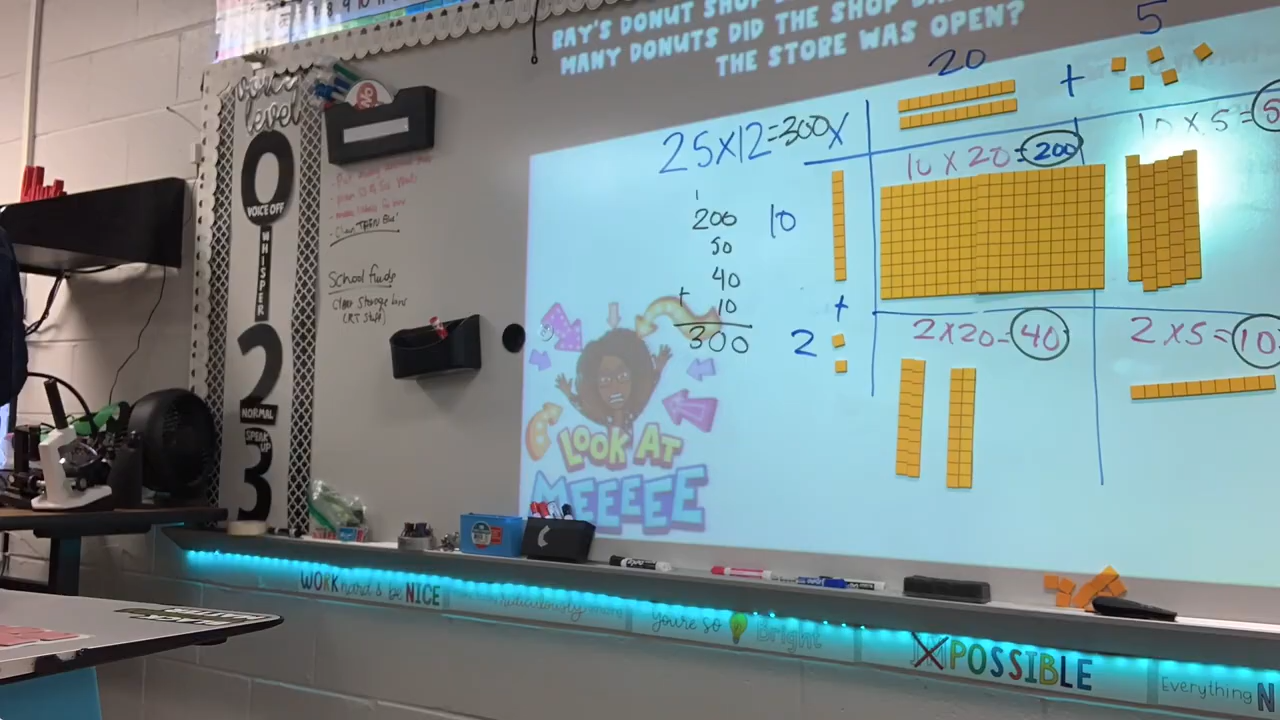 RAY'S DONUT SHOP
MANY DONUTS DID THE SHOP
THE STORE WAS OPEN?
voice level
0
VOICE OFF
WHISPER
2
NORMAL
SPEAK UP
3
School funds
25x12=300
x
20 + 5
10 x 20 = 200
10 x 5 =
10
+
2
2x20=40
2x5=10
1
200
50
40
+ 10
300
LOOK AT
MEEEEE
WORK hard & be NICE
you're so Bright
IMPOSSIBLE
Everything